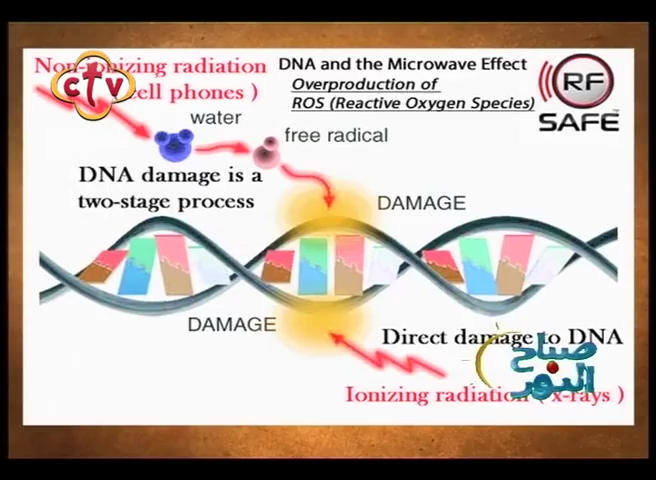 Non-ionizing radiation
cell phones )
ctv
DNA and the Microwave Effect
Overproduction of
ROS (Reactive Oxygen Species)
RF
SAFE
water
free radical
DNA damage is a
two-stage process
DAMAGE
DAMAGE
Direct damage to DNA
صباح
النور
Ionizing radiation ( x-rays )